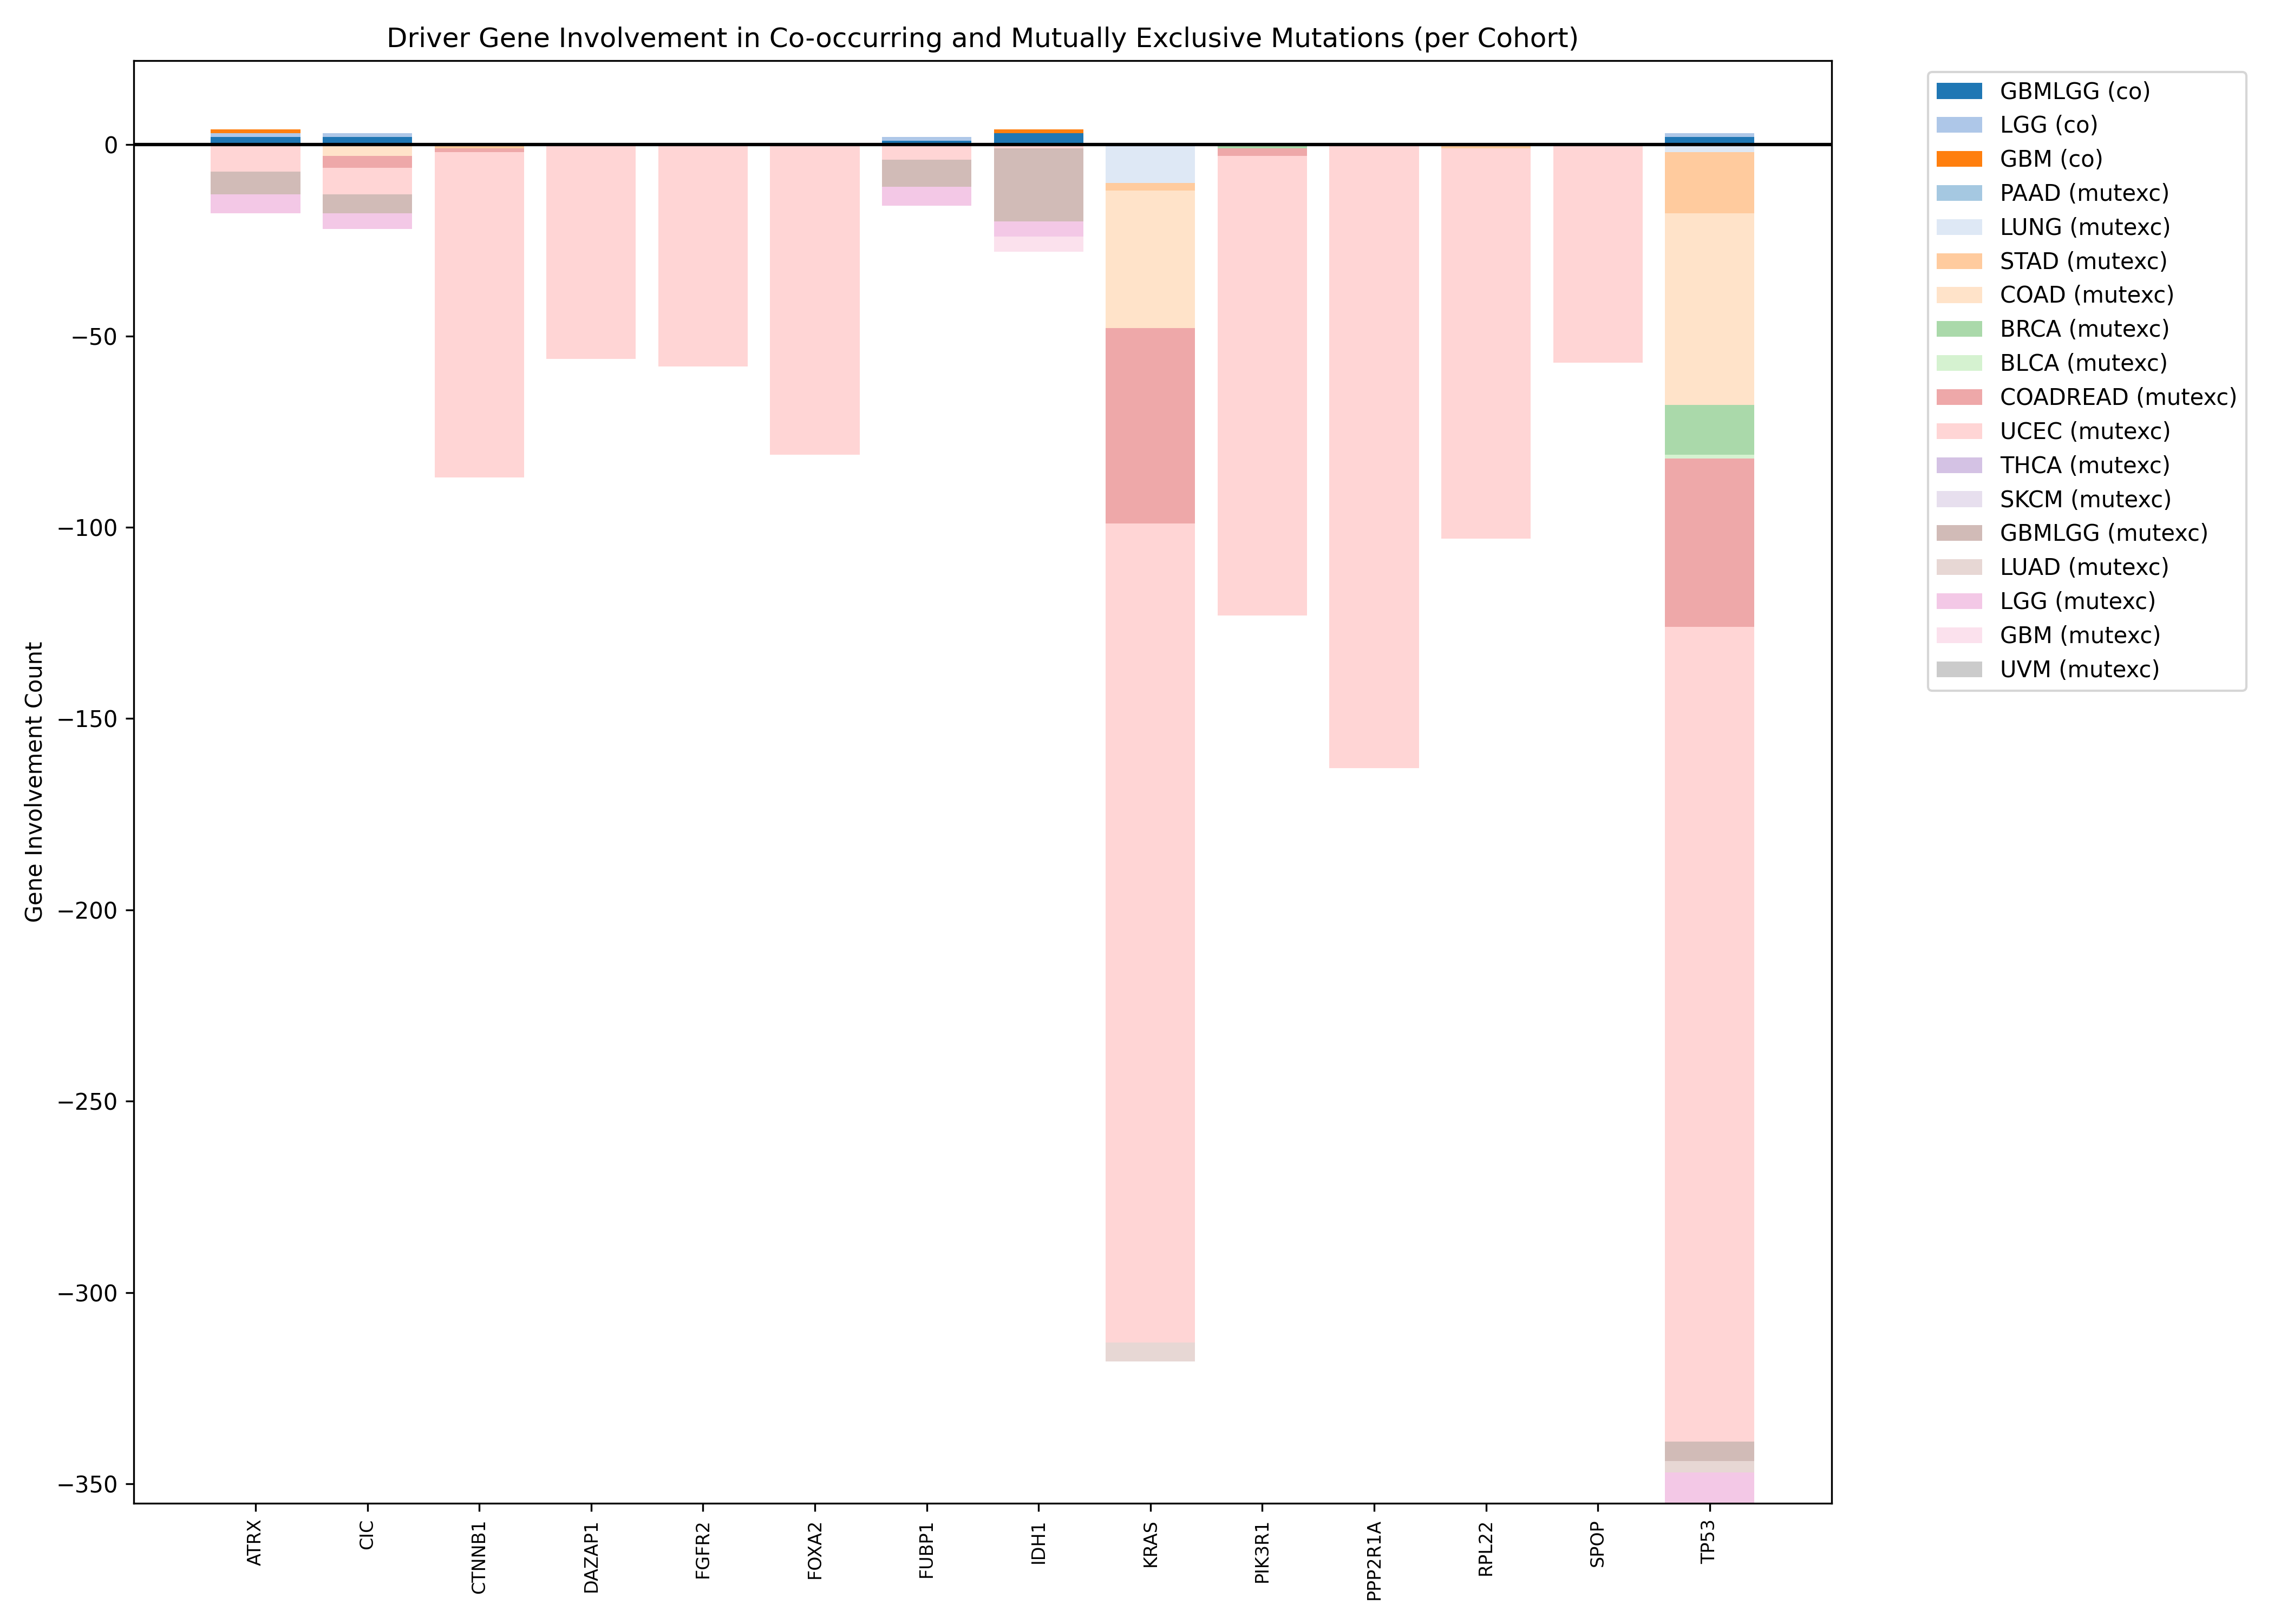 Driver Gene Involvement in Co-occurring and Mutually Exclusive Mutations (per Cohort)
Gene Involvement Count
0
−50
−100
−150
−200
−250
−300
−350
ATRX
CIC
CTNNB1
DAZAP1
FGFR2
FOXA2
FUBP1
IDH1
KRAS
PIK3R1
PPP2R1A
RPL22
SPOP
TP53
GBMLGG (co)
LGG (co)
GBM (co)
PAAD (mutexc)
LUNG (mutexc)
STAD (mutexc)
COAD (mutexc)
BRCA (mutexc)
BLCA (mutexc)
COADREAD (mutexc)
UCEC (mutexc)
THCA (mutexc)
SKCM (mutexc)
GBMLGG (mutexc)
LUAD (mutexc)
LGG (mutexc)
GBM (mutexc)
UVM (mutexc)